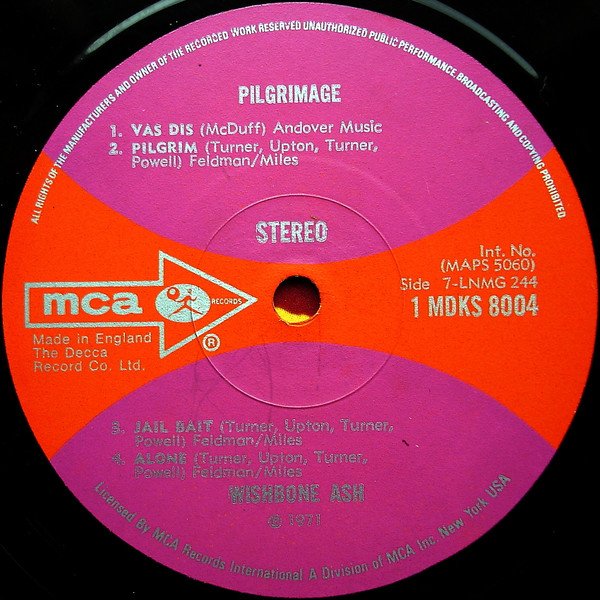 ALL RIGHTS OF THE MANUFACTURERS AND OWNER OF THE RECORDED WORK RESERVED UNAUTHORIZED PUBLIC PERFORMANCE, BROADCASTING AND COPYING PROHIBITED.
PILGRIMAGE
1. VAS DIS (McDuff) Andover Music
2. PILGRIM (Turner, Upton, Turner,
Powell) Feldman/Miles
STEREO
Int. No.
(MAPS 5060)
Side 7-LNMG 244
1 MDKS 8004
mca RECORDS
®
Made in England
The Decca
Record Co. Ltd.
3. JAIL BAIT (Turner, Upton, Turner,
Powell) Feldman/Miles
4. ALONE (Turner, Upton, Turner,
Powell) Feldman/Miles
WISHBONE ASH
℗ 1971
Licensed By MCA Records International A Division of MCA Inc. New York USA